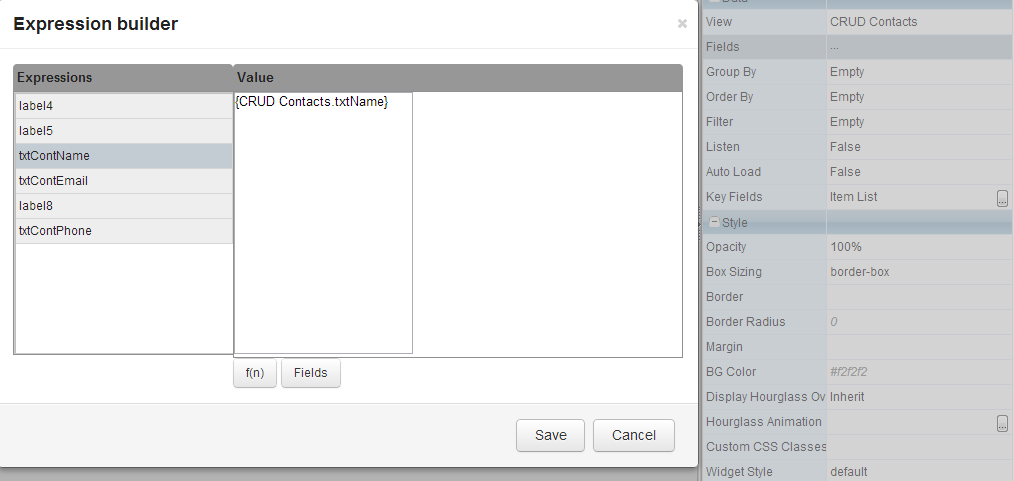 Expression builder
×
Expressions
Value
label4
label5
txtContName
txtContEmail
label8
txtContPhone
{CRUD Contacts.txtName}
f(n)
Fields
Save
Cancel
Data
View CRUD Contacts
Fields ...
Group By Empty
Order By Empty
Filter Empty
Listen False
Auto Load False
Key Fields Item List ...
Style
Opacity 100%
Box Sizing border-box
Border
Border Radius 0
Margin
BG Color #f2f2f2
Display Hourglass Ov Inherit
Hourglass Animation ...
Custom CSS Classes
Widget Style default